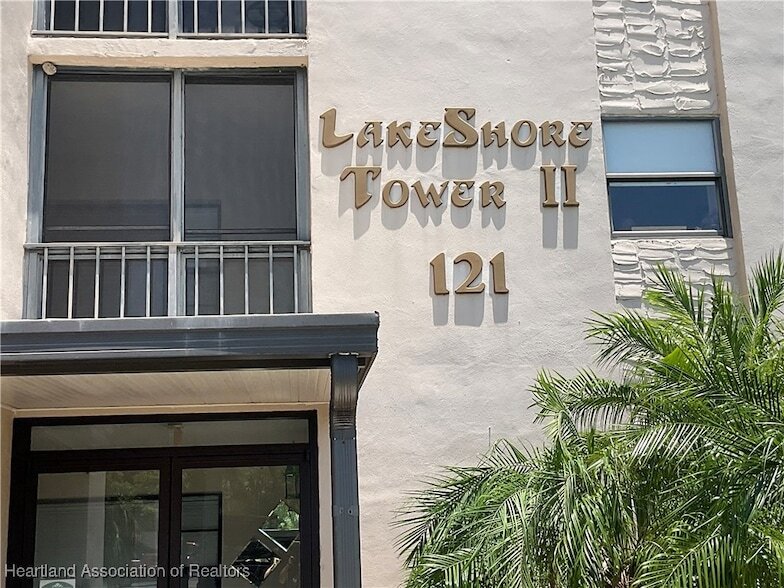 LakeShore
Tower II
121
Heartland Association of Realtors